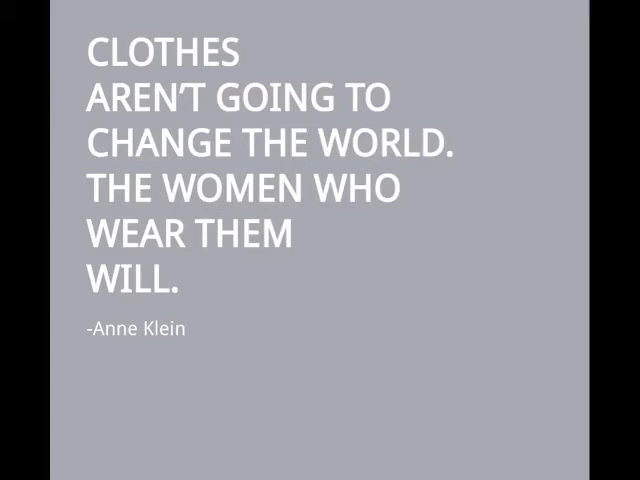 CLOTHES
AREN'T GOING TO
CHANGE THE WORLD.
THE WOMEN WHO
WEAR THEM
WILL.
-Anne Klein